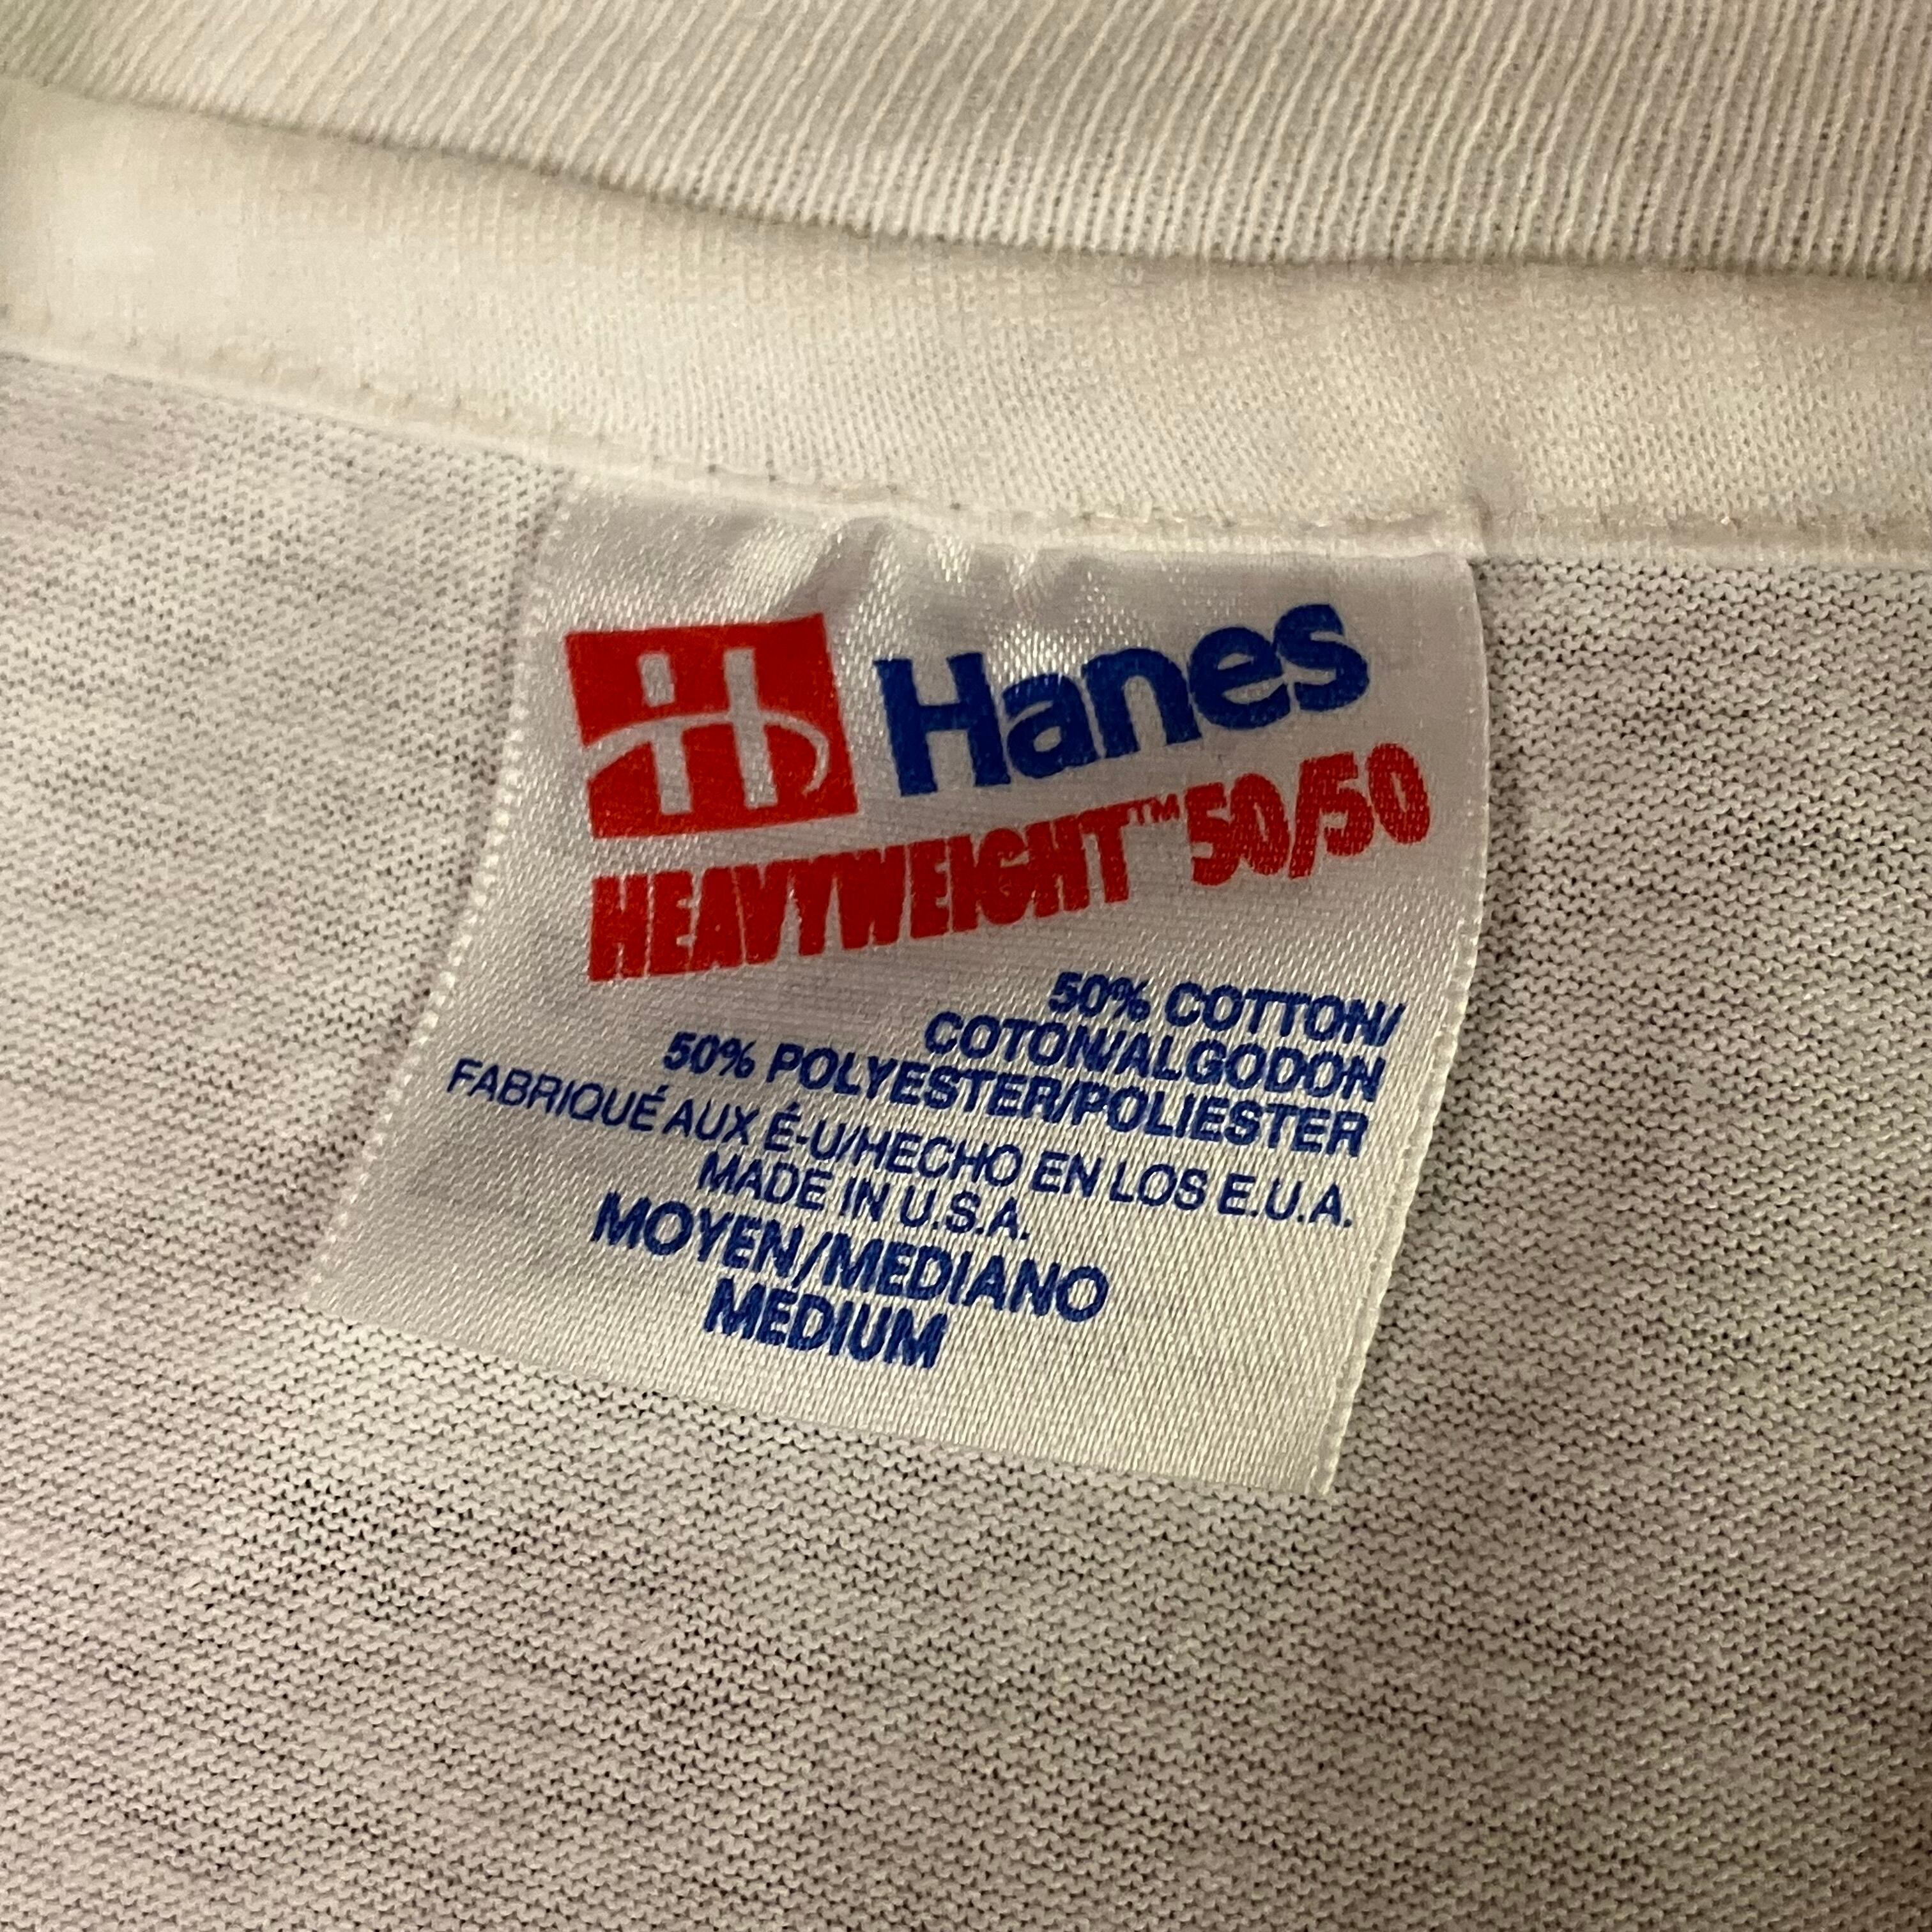 H Hanes
HEAVYWEIGHT™ 50/50
50% COTTON/
COTON/ALGODON
50% POLYESTER/POLIESTER
FABRIQUÉ AUX É-U/HECHO EN LOS E.U.A.
MADE IN U.S.A.
MOYEN/MEDIANO
MEDIUM